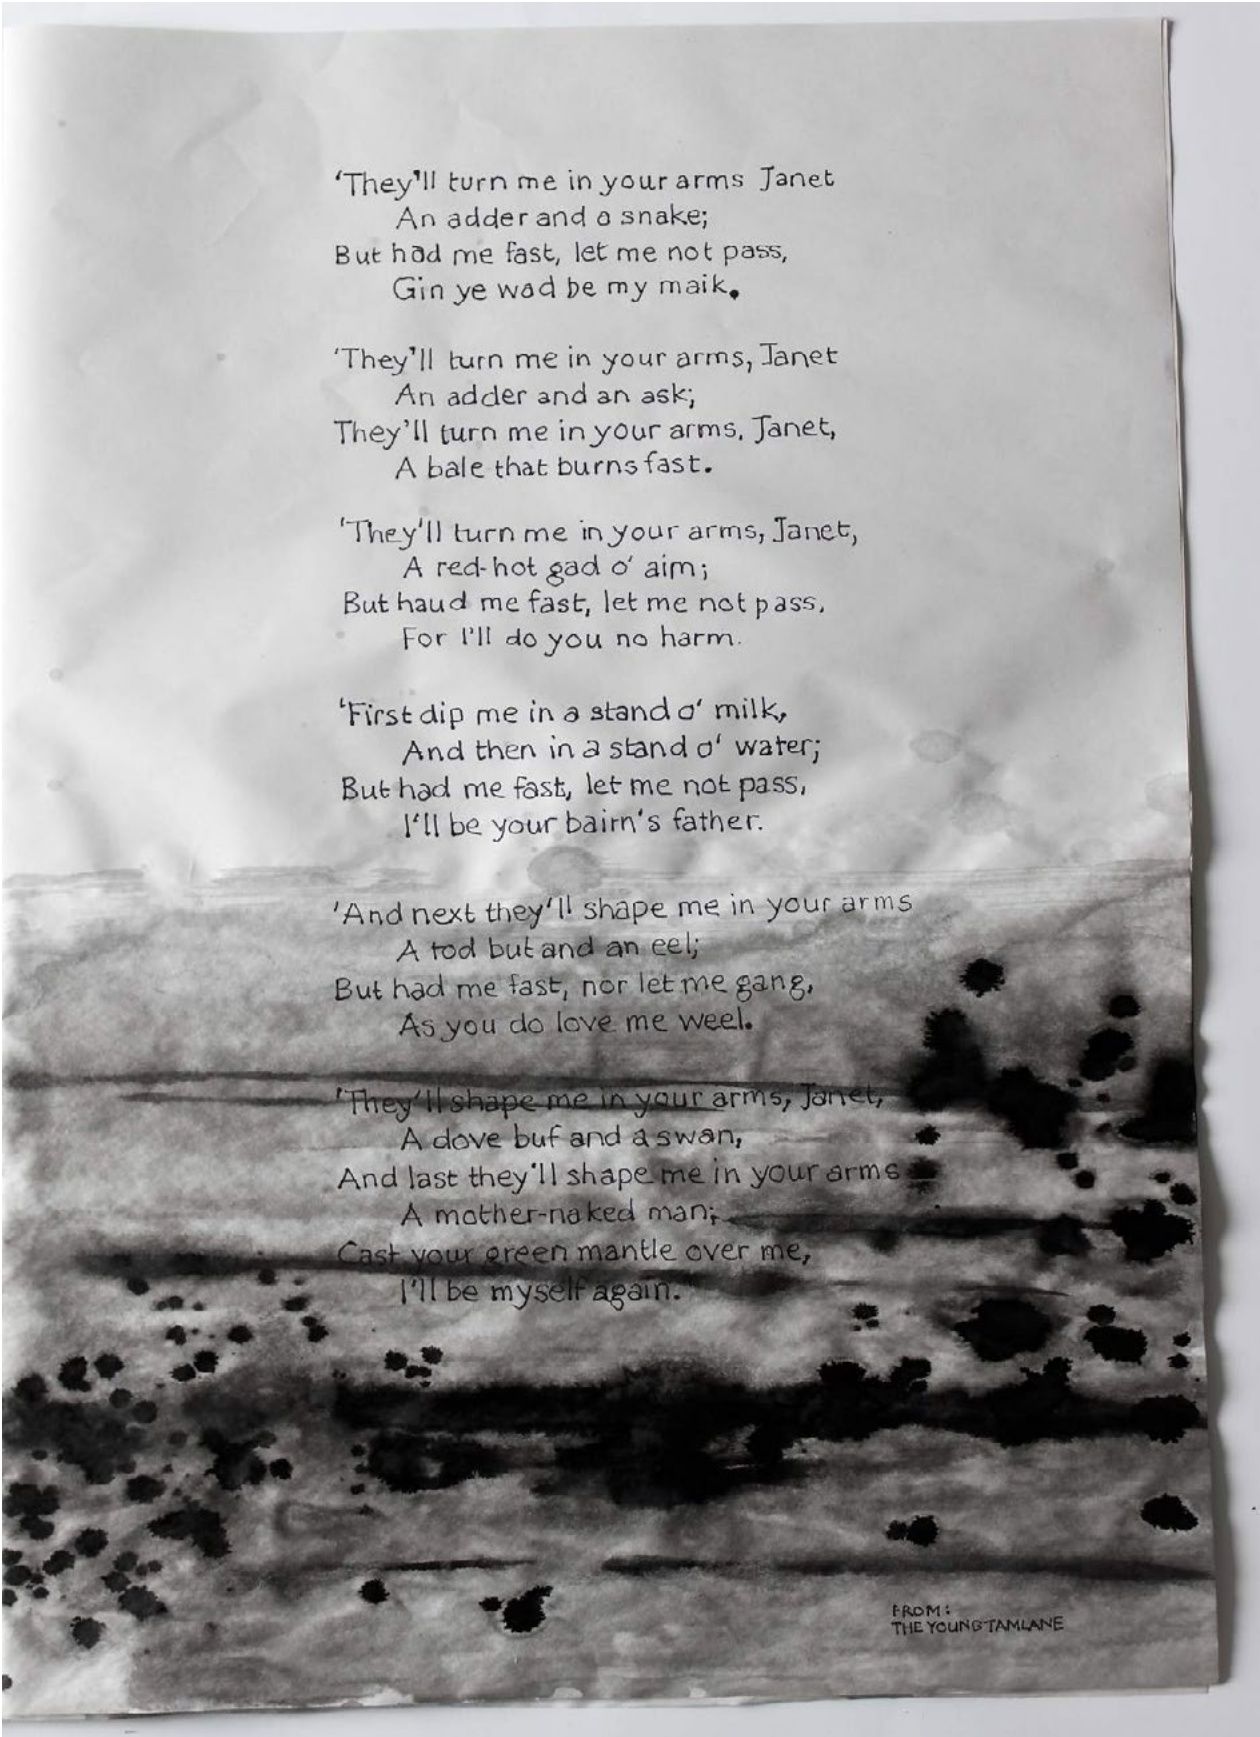 'They'll turn me in your arms Janet
An adder and a snake;
But had me fast, let me not pass,
Gin ye wad be my maik.
'They'll turn me in your arms, Janet
An adder and an ask;
They'll turn me in your arms, Janet,
A bale that burns fast.
'They'll turn me in your arms, Janet,
A red-hot gad o' aim;
But haud me fast, let me not pass,
For I'll do you no harm.
'First dip me in a stand o' milk,
And then in a stand o' water;
But had me fast, let me not pass,
I'll be your bairn's father.
'And next they'll shape me in your arms
A tod but and an eel;
But had me fast, nor let me gang,
As you do love me weel.
'They'll shape me in your arms, Janet,
A dove buf and a swan,
And last they'll shape me in your arms
A mother-naked man;
Cast your green mantle over me,
I'll be myself again.
FROM:
THE YOUNG TAMLANE